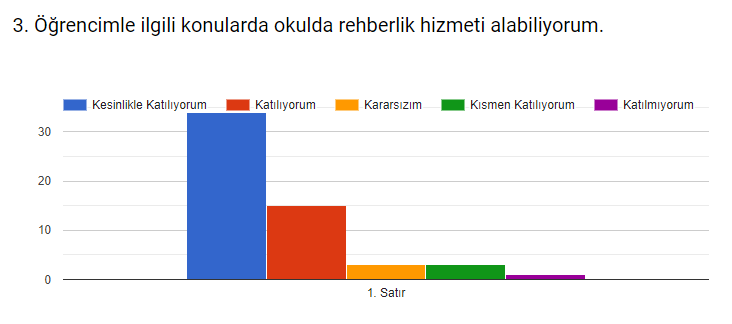 3. Öğrencimle ilgili konularda okulda rehberlik hizmeti alabiliyorum.
Kesinlikle Katılıyorum Katılıyorum Kararsızım Kısmen Katılıyorum Katılmıyorum
30
20
10
0
1. Satır